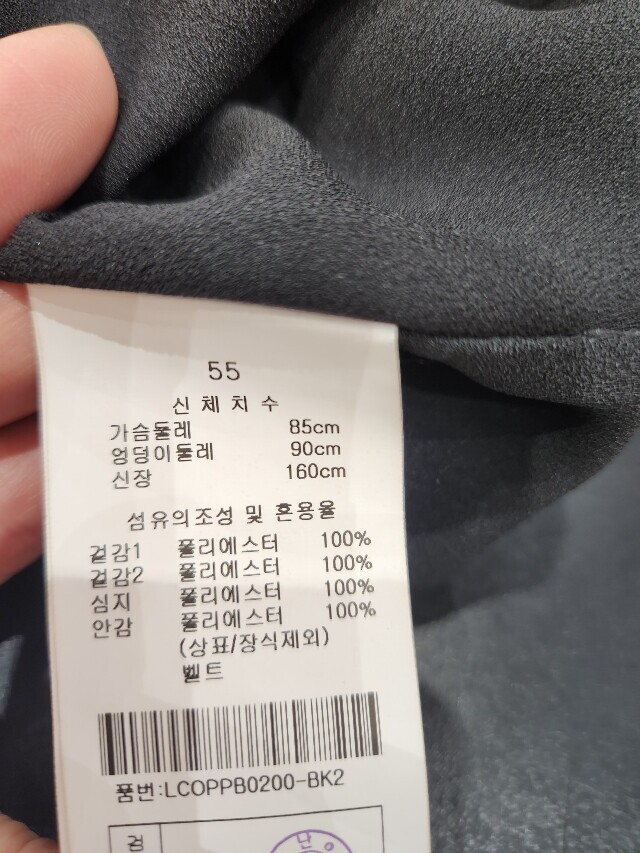 55
신 체 치 수
가슴둘레 85cm
엉덩이둘레 90cm
신장 160cm
섬유의조성 및 혼용율
겉감1 폴리에스터 100%
겉감2 폴리에스터 100%
심지 폴리에스터 100%
안감 폴리에스터 100%
(상표/장식제외)
벨트
품번:LCOPPB0200-BK2
검
난